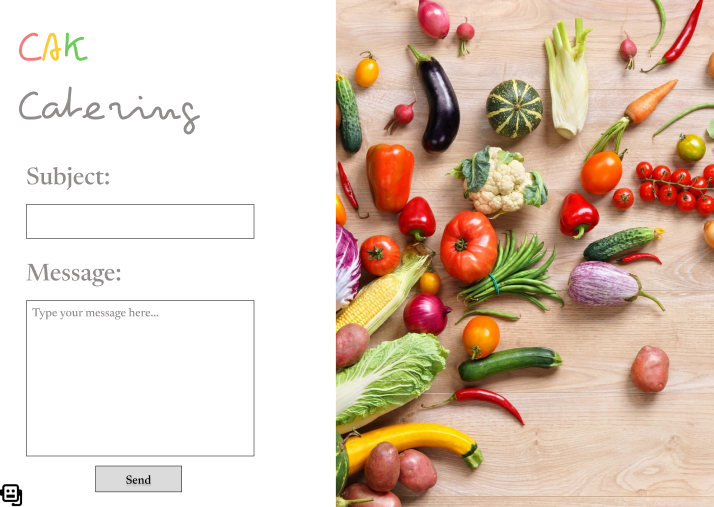 CAK
Catering
Subject:
Message:
Type your message here...
Send